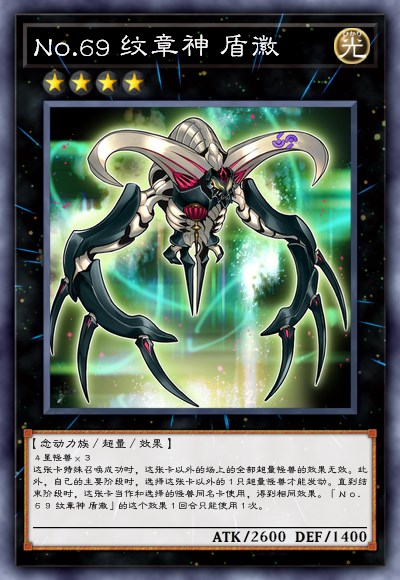 No.69 纹章神 盾徽
光
ひかり
【念动力族／超量／效果】
４星怪兽×３
这张卡特殊召唤成功时，这张卡以外的场上的全部超量怪兽的效果无效。此
外，自己的主要阶段时，选择这张卡以外的１只超量怪兽才能发动。直到结
束阶段时，这张卡当作和选择的怪兽同名卡使用，得到相同效果。「Ｎｏ．
６９ 纹章神 盾徽」的这个效果１回合只能使用１次。
ATK/2600 DEF/1400